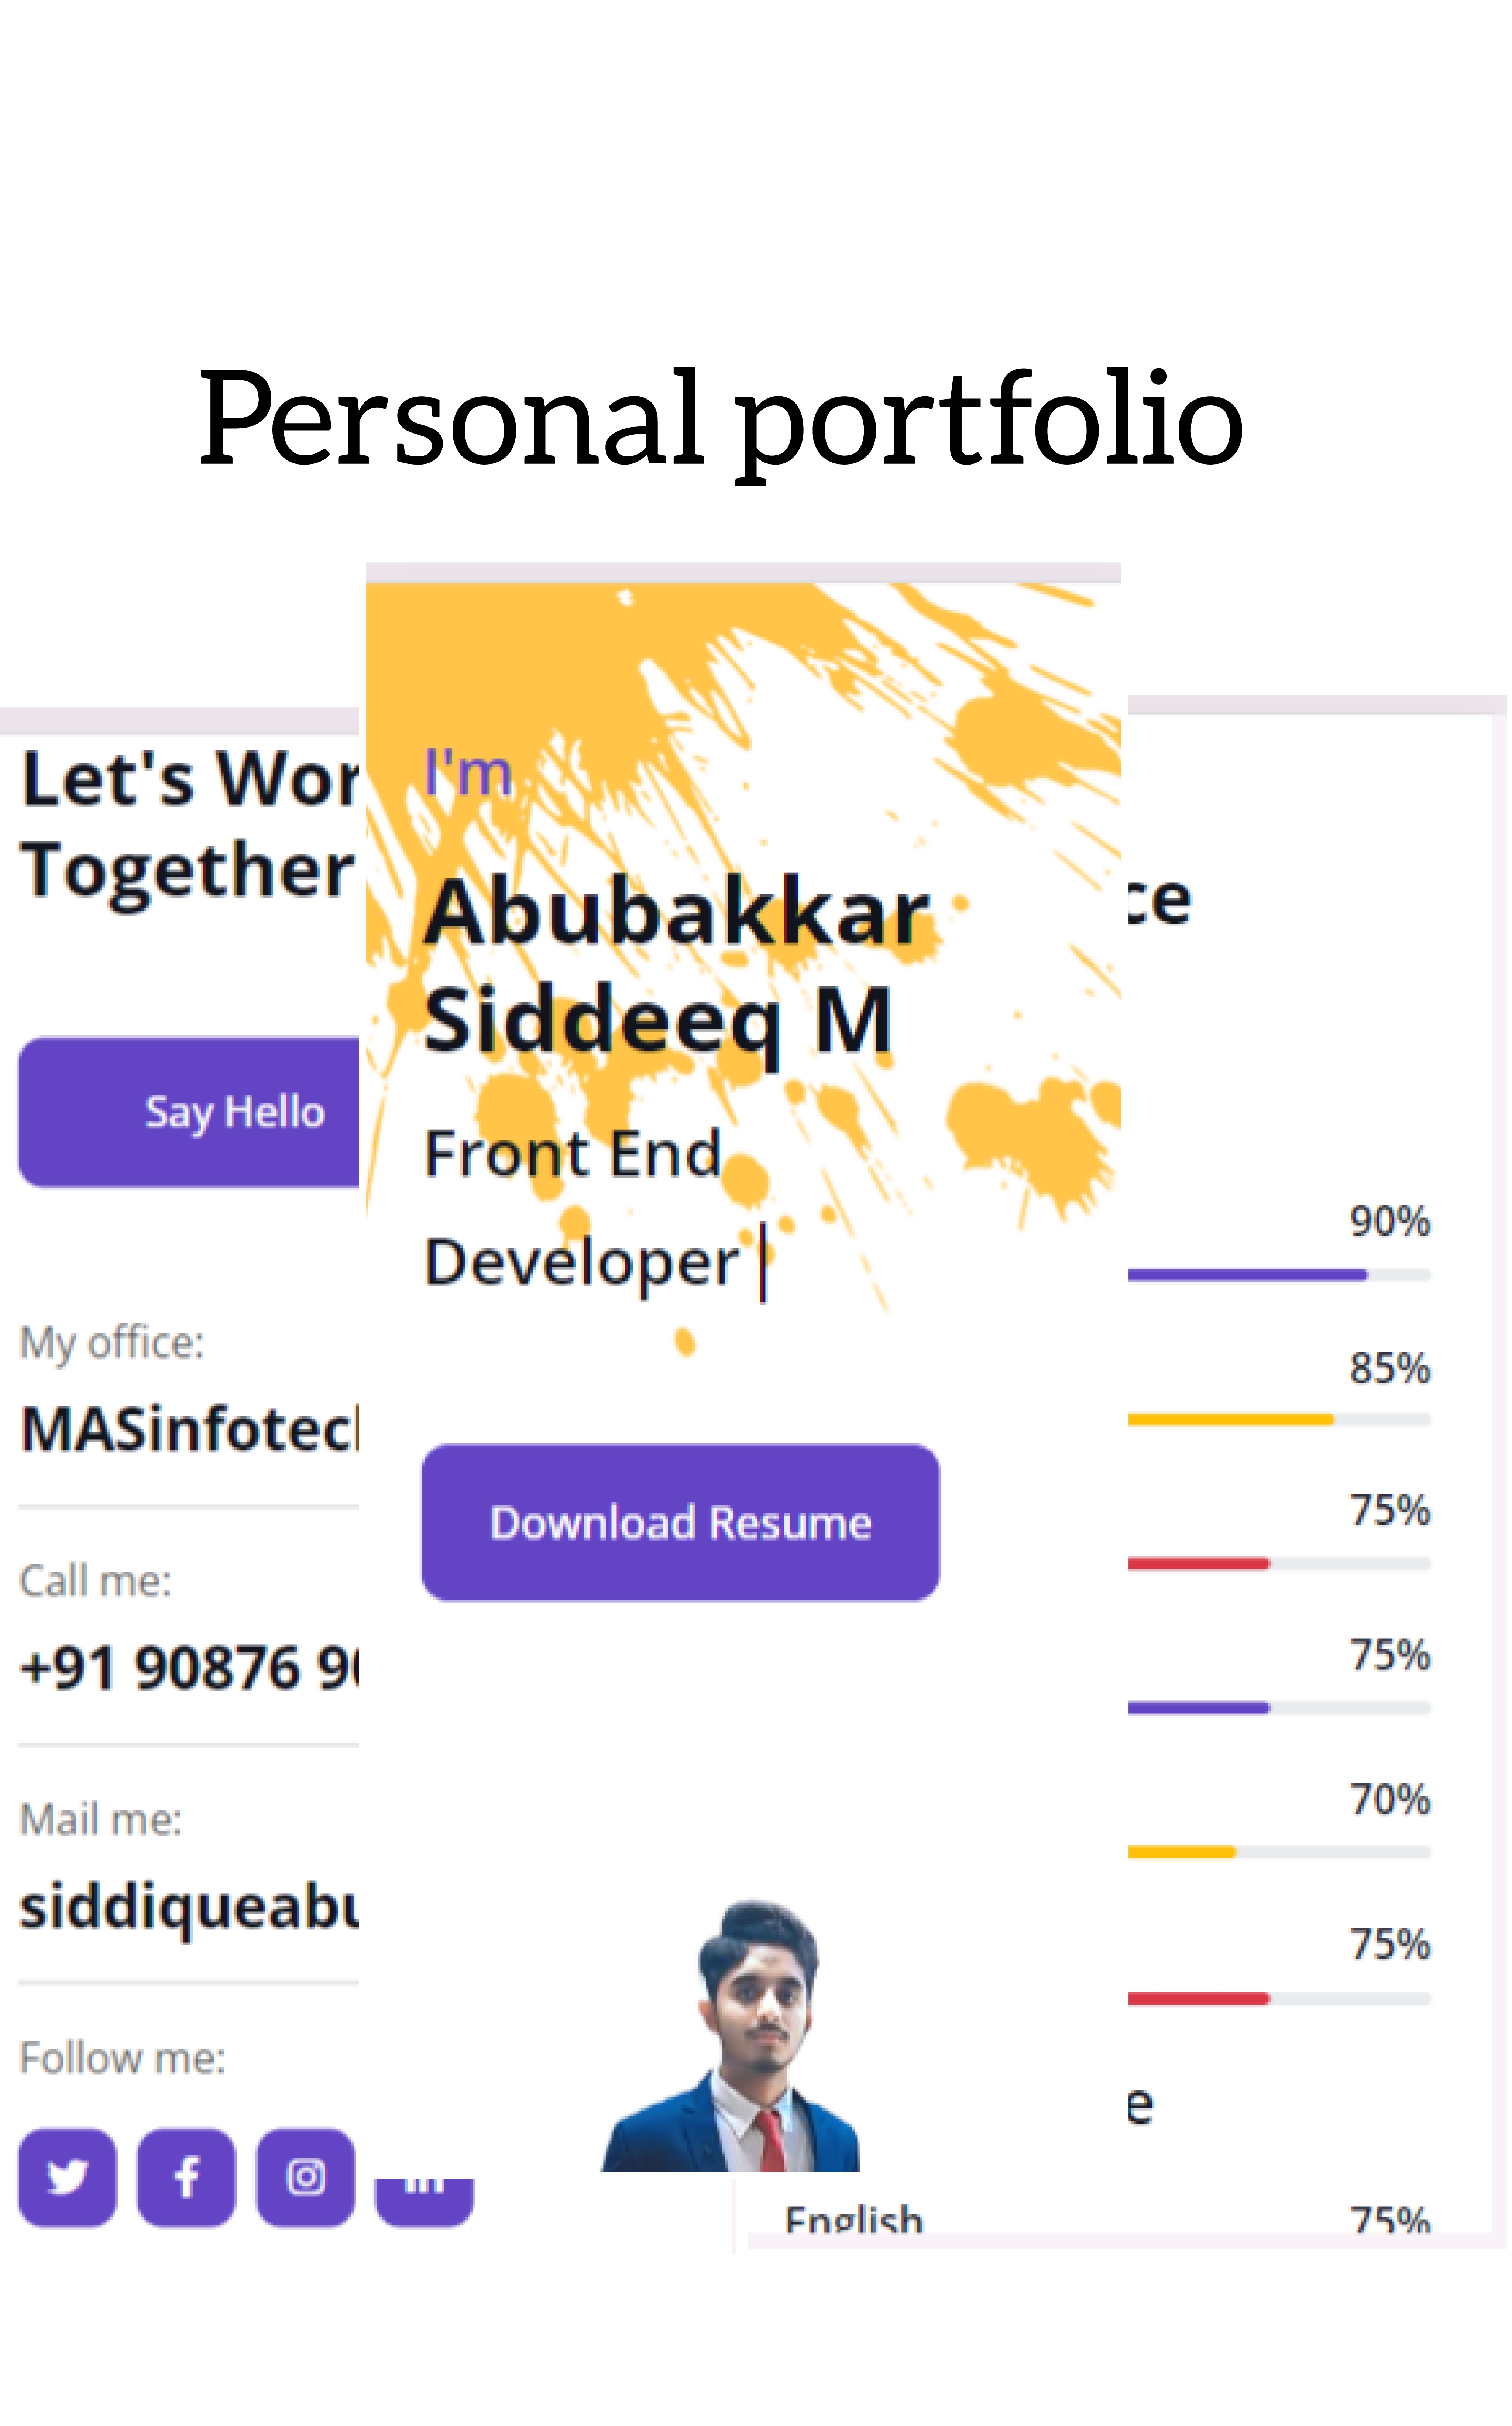 Personal portfolio
Let's Wor
Together
Say Hello
My office:
MASinfotec
Call me:
+91 90876 9
Mail me:
siddiqueabu
Follow me:
I'm
Abubakkar
Siddeeq M
Front End
Developer
Download Resume
ce
90%
85%
75%
75%
70%
75%
e
English 75%